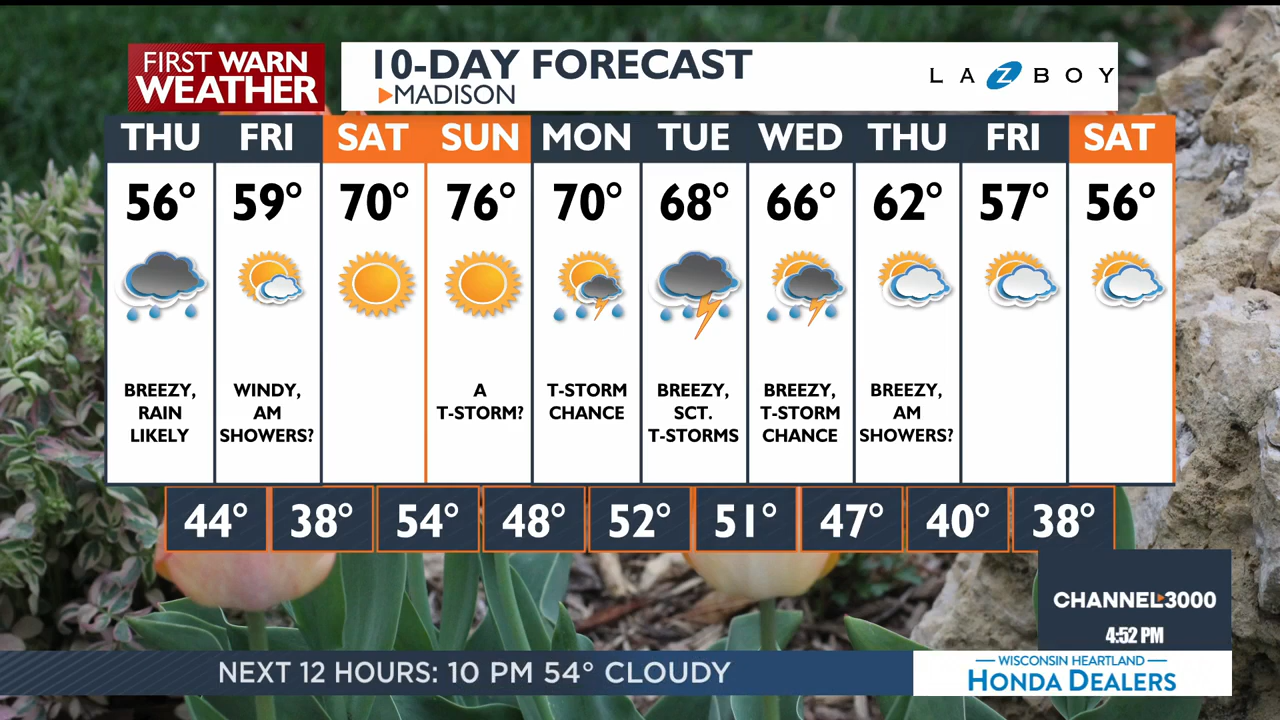 FIRST WARN
WEATHER
10-DAY FORECAST
MADISON
LA Z BOY
THU FRI SAT SUN MON TUE WED THU FRI SAT
56° 59° 70° 76° 70° 68° 66° 62° 57° 56°
BREEZY,
RAIN
LIKELY
WINDY,
AM
SHOWERS?
A
T-STORM?
T-STORM
CHANCE
BREEZY,
SCT.
T-STORMS
BREEZY,
T-STORM
CHANCE
BREEZY,
AM
SHOWERS?
44° 38° 54° 48° 52° 51° 47° 40° 38°
CHANNEL3000
4:52 PM
NEXT 12 HOURS: 10 PM 54° CLOUDY
WISCONSIN HEARTLAND
HONDA DEALERS